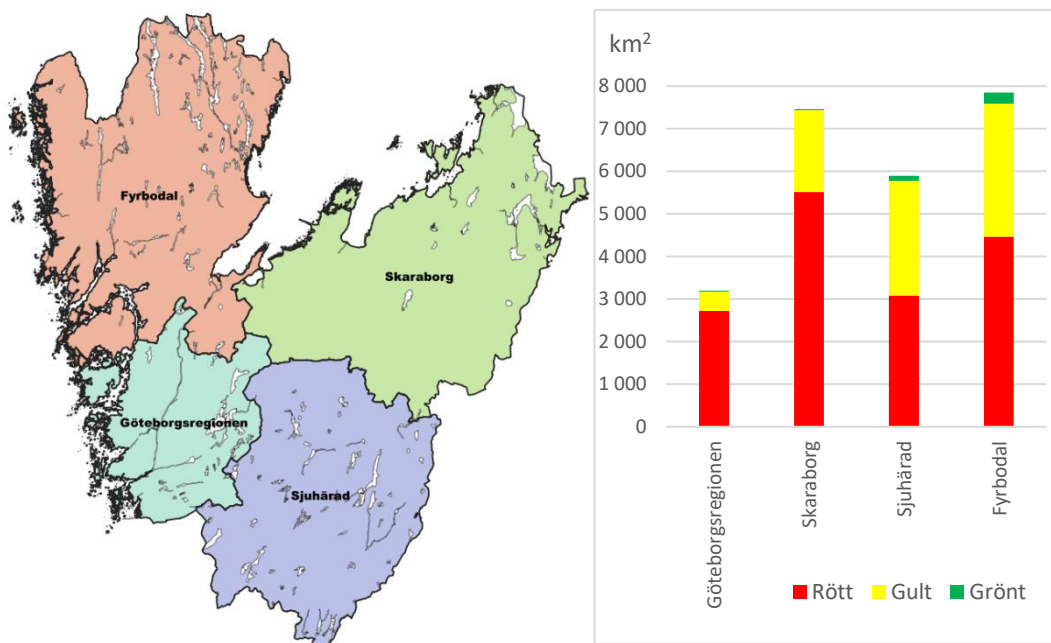 Fyrbodal
Skaraborg
Göteborgsregionen
Sjuhärad
km²
8 000
7 000
6 000
5 000
4 000
3 000
2 000
1 000
0
Göteborgsregionen
Skaraborg
Sjuhärad
Fyrbodal
Rött Gult Grönt